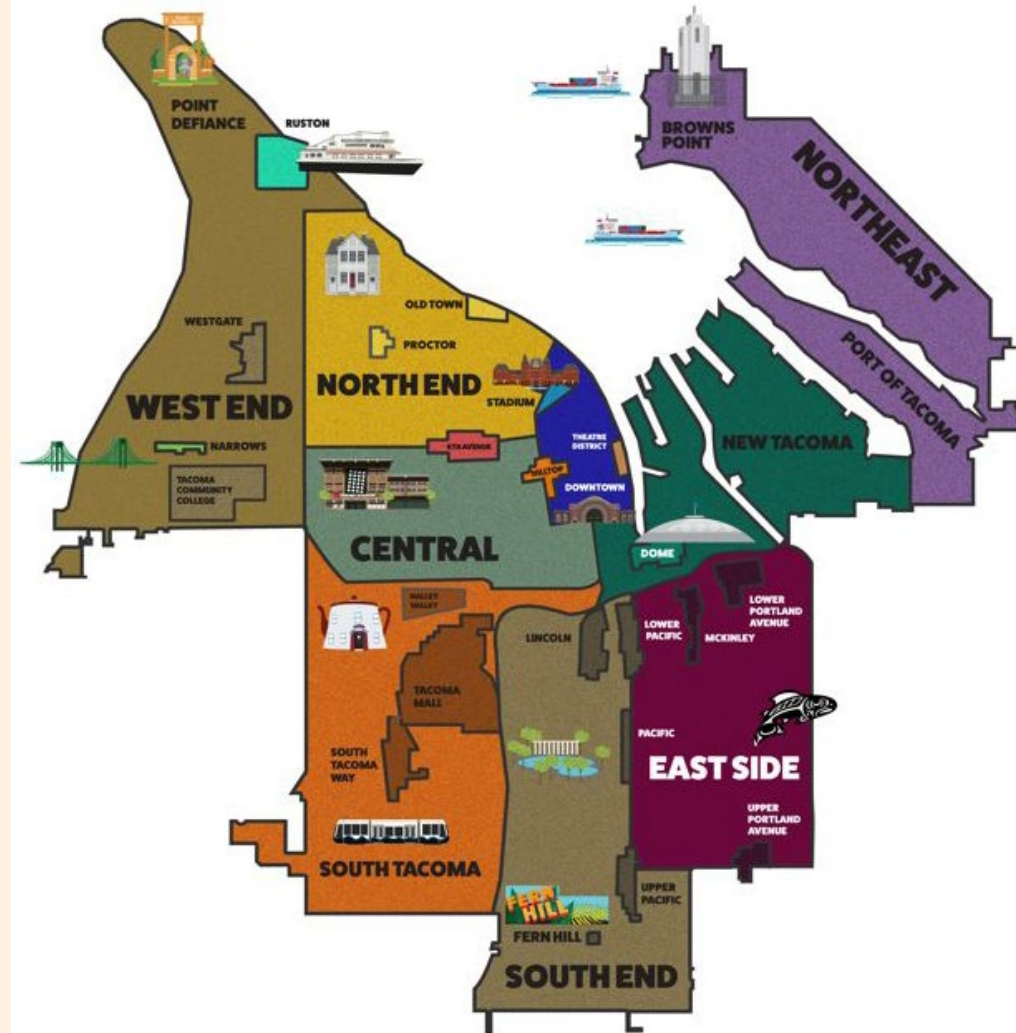 POINT
DEFIANCE
RUSTON
BROWNS
POINT
NORTHEAST
OLD TOWN
WESTGATE
PROCTOR
NORTH END
STADIUM
WEST END
PORT OF TACOMA
NEW TACOMA
THEATRE
DISTRICT
6TH AVENUE
NARROWS
HILLTOP
TACOMA
COMMUNITY
COLLEGE
DOWNTOWN
CENTRAL
DOME
VALLEY
LOWER
PORTLAND
AVENUE
LINCOLN
LOWER
PACIFIC
MCKINLEY
TACOMA
MALL
PACIFIC
SOUTH
TACOMA
WAY
EAST SIDE
UPPER
PORTLAND
AVENUE
SOUTH TACOMA
UPPER
PACIFIC
FERN
HILL
FERN HILL
SOUTH END